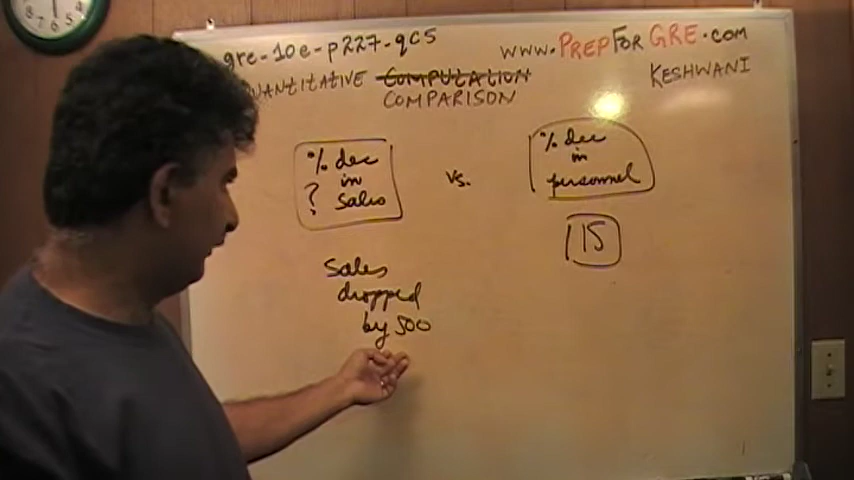 gre-10e-p227-qc5
www.PREPFORGRE.com
QUANTITATIVE COMPUTATION
COMPARISON
KESHWANI
% dec
in
? sales
vs.
% dec
in
personnel
15
sales
dropped
by 500